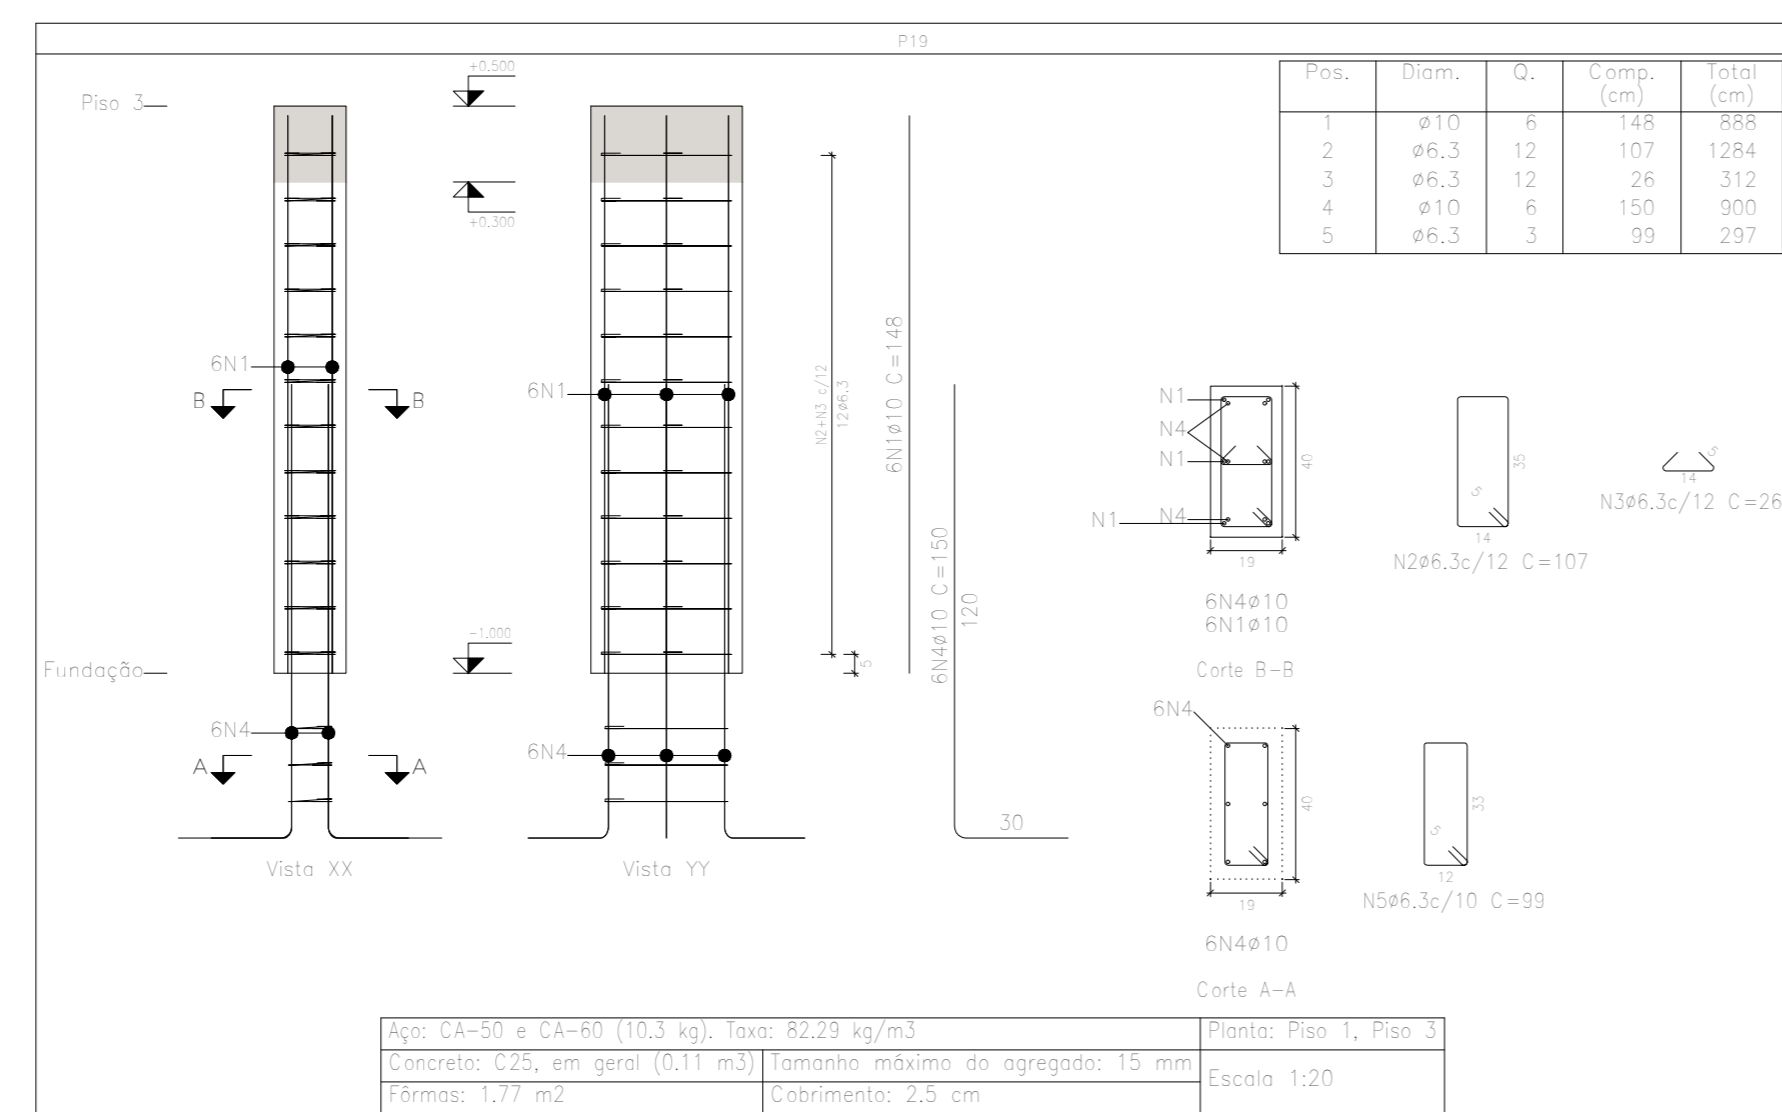 P19
Pos. Diam. Q. Comp. (cm) Total (cm)
1 ø10 6 148 888
2 ø6.3 12 107 1284
3 ø6.3 12 26 312
4 ø10 6 150 900
5 ø6.3 3 99 297
Piso 3
+0.500
+0.300
6N1
B B
6N1
N2+N3 c/12
12ø6.3
6N1ø10 C=148
6N4ø10 C=150
120
30
-1.000
5
Fundação
6N4
A A
6N4
Vista XX
Vista YY
N1
N4
N1
N1 N4
40
19
6N4ø10
6N1ø10
Corte B-B
35
5
14
N2ø6.3c/12 C=107
5
14
N3ø6.3c/12 C=26
6N4
40
19
6N4ø10
Corte A-A
33
5
12
N5ø6.3c/10 C=99
Aço: CA-50 e CA-60 (10.3 kg). Taxa: 82.29 kg/m3
Planta: Piso 1, Piso 3
Concreto: C25, em geral (0.11 m3)
Tamanho máximo do agregado: 15 mm
Escala 1:20
Fôrmas: 1.77 m2
Cobrimento: 2.5 cm